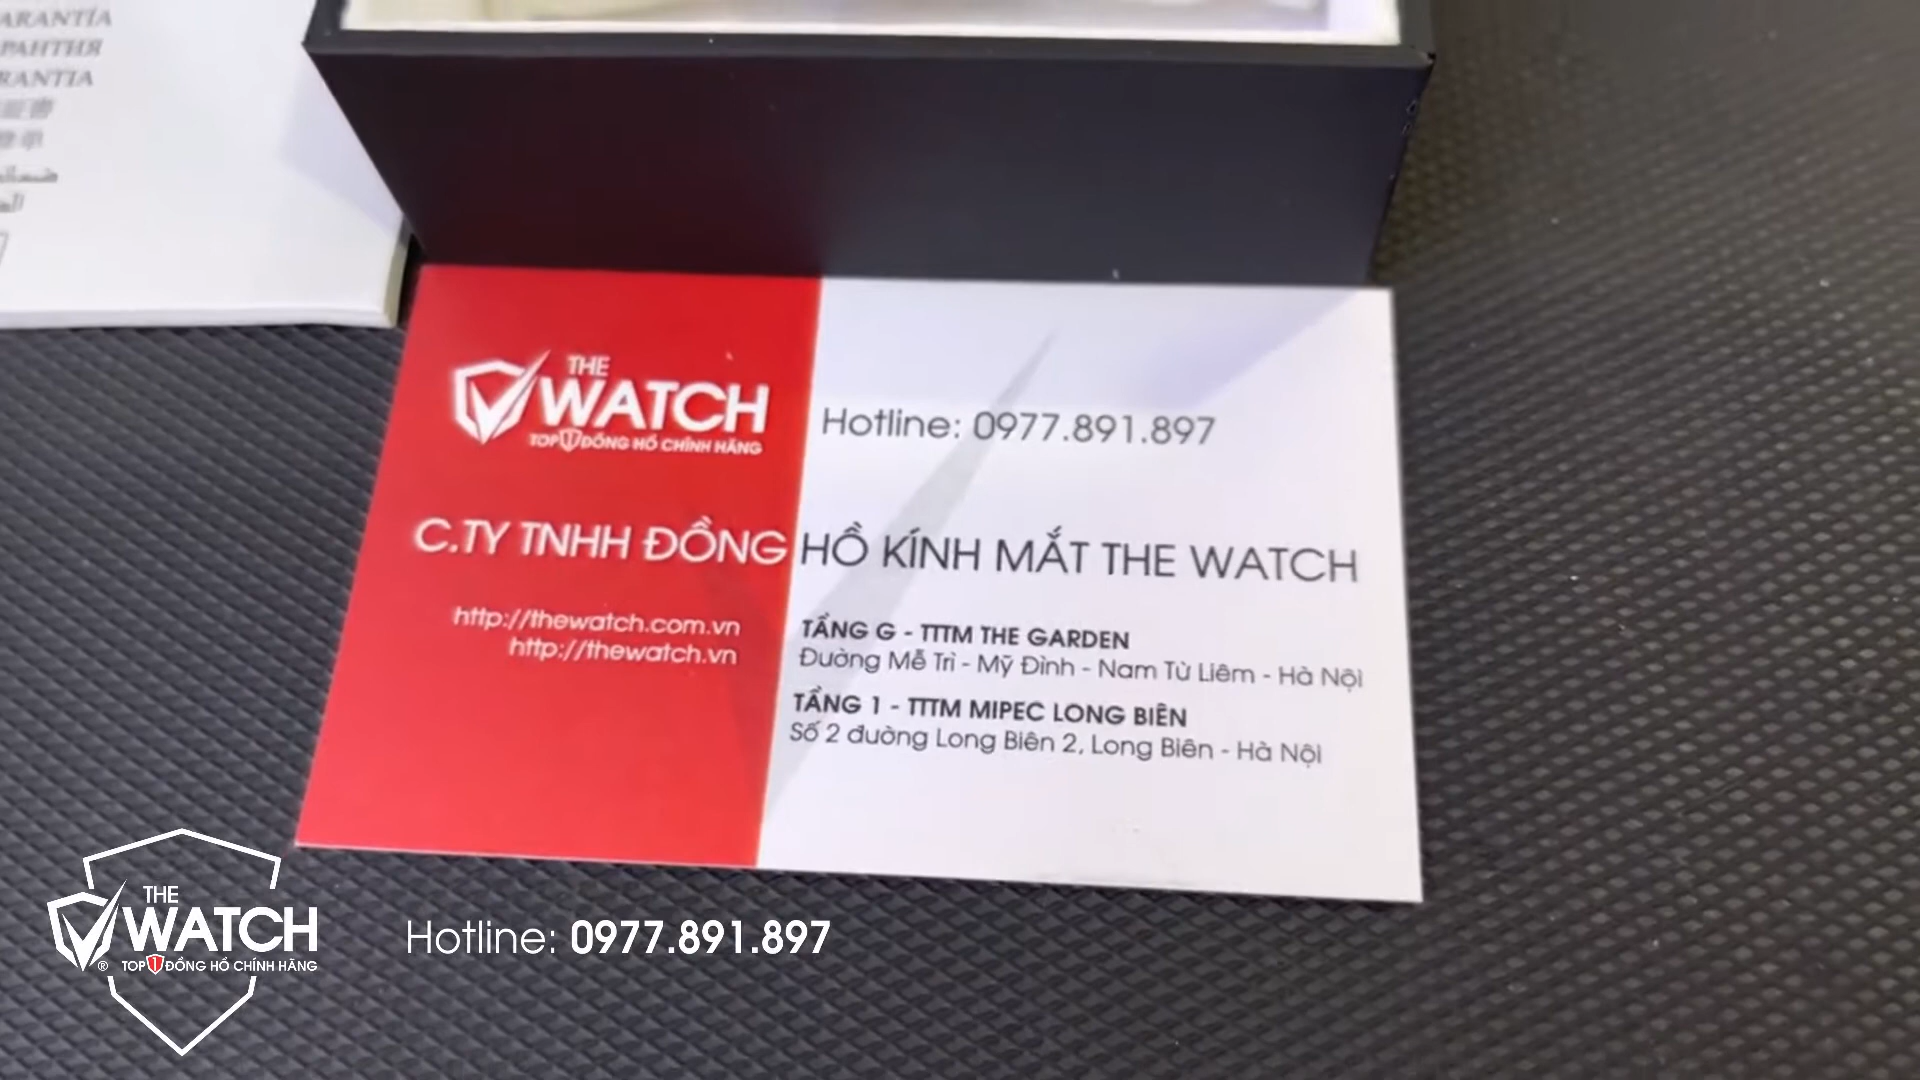 ARANTÍA
РАНТИЯ
RANTIA
THE
WATCH
TOP 1 ĐỒNG HỒ CHÍNH HÃNG
Hotline: 0977.891.897
C.TY TNHH ĐỒNG HỒ KÍNH MẮT THE WATCH
http://thewatch.com.vn
http://thewatch.vn
TẦNG G - TTTM THE GARDEN
Đường Mễ Trì - Mỹ Đình - Nam Từ Liêm - Hà Nội
TẦNG 1 - TTTM MIPEC LONG BIÊN
Số 2 đường Long Biên 2, Long Biên - Hà Nội
THE
WATCH
® TOP 1 ĐỒNG HỒ CHÍNH HÃNG
Hotline: 0977.891.897